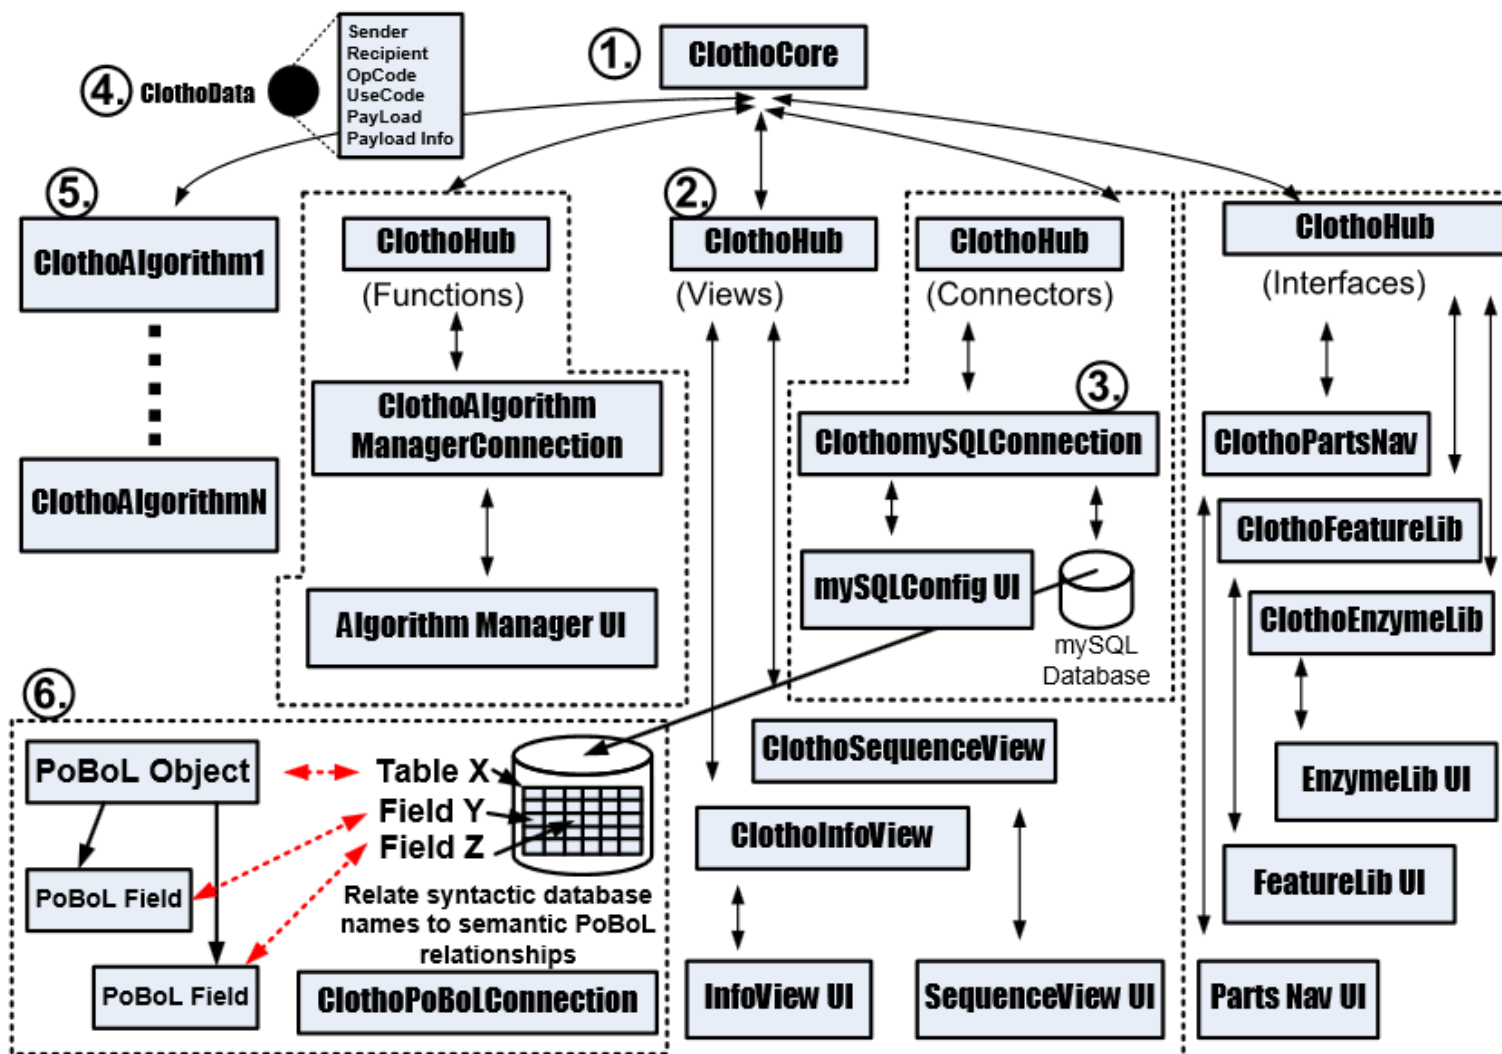 1.
ClothoCore
4.
ClothoData
Sender
Recipient
OpCode
UseCode
PayLoad
Payload Info
5.
ClothoAlgorithm1
ClothoAlgorithmN
ClothoHub
(Functions)
ClothoAlgorithm
ManagerConnection
Algorithm Manager UI
2.
ClothoHub
(Views)
ClothoHub
(Connectors)
3.
ClothomySQLConnection
mySQLConfig UI
mySQL
Database
ClothoHub
(Interfaces)
ClothoPartsNav
ClothoFeatureLib
ClothoEnzymeLib
EnzymeLib UI
FeatureLib UI
Parts Nav UI
ClothoSequenceView
ClothoInfoView
InfoView UI
SequenceView UI
6.
PoBoL Object
Table X
Field Y
Field Z
PoBoL Field
PoBoL Field
Relate syntactic database
names to semantic PoBoL
relationships
ClothoPoBoLConnection